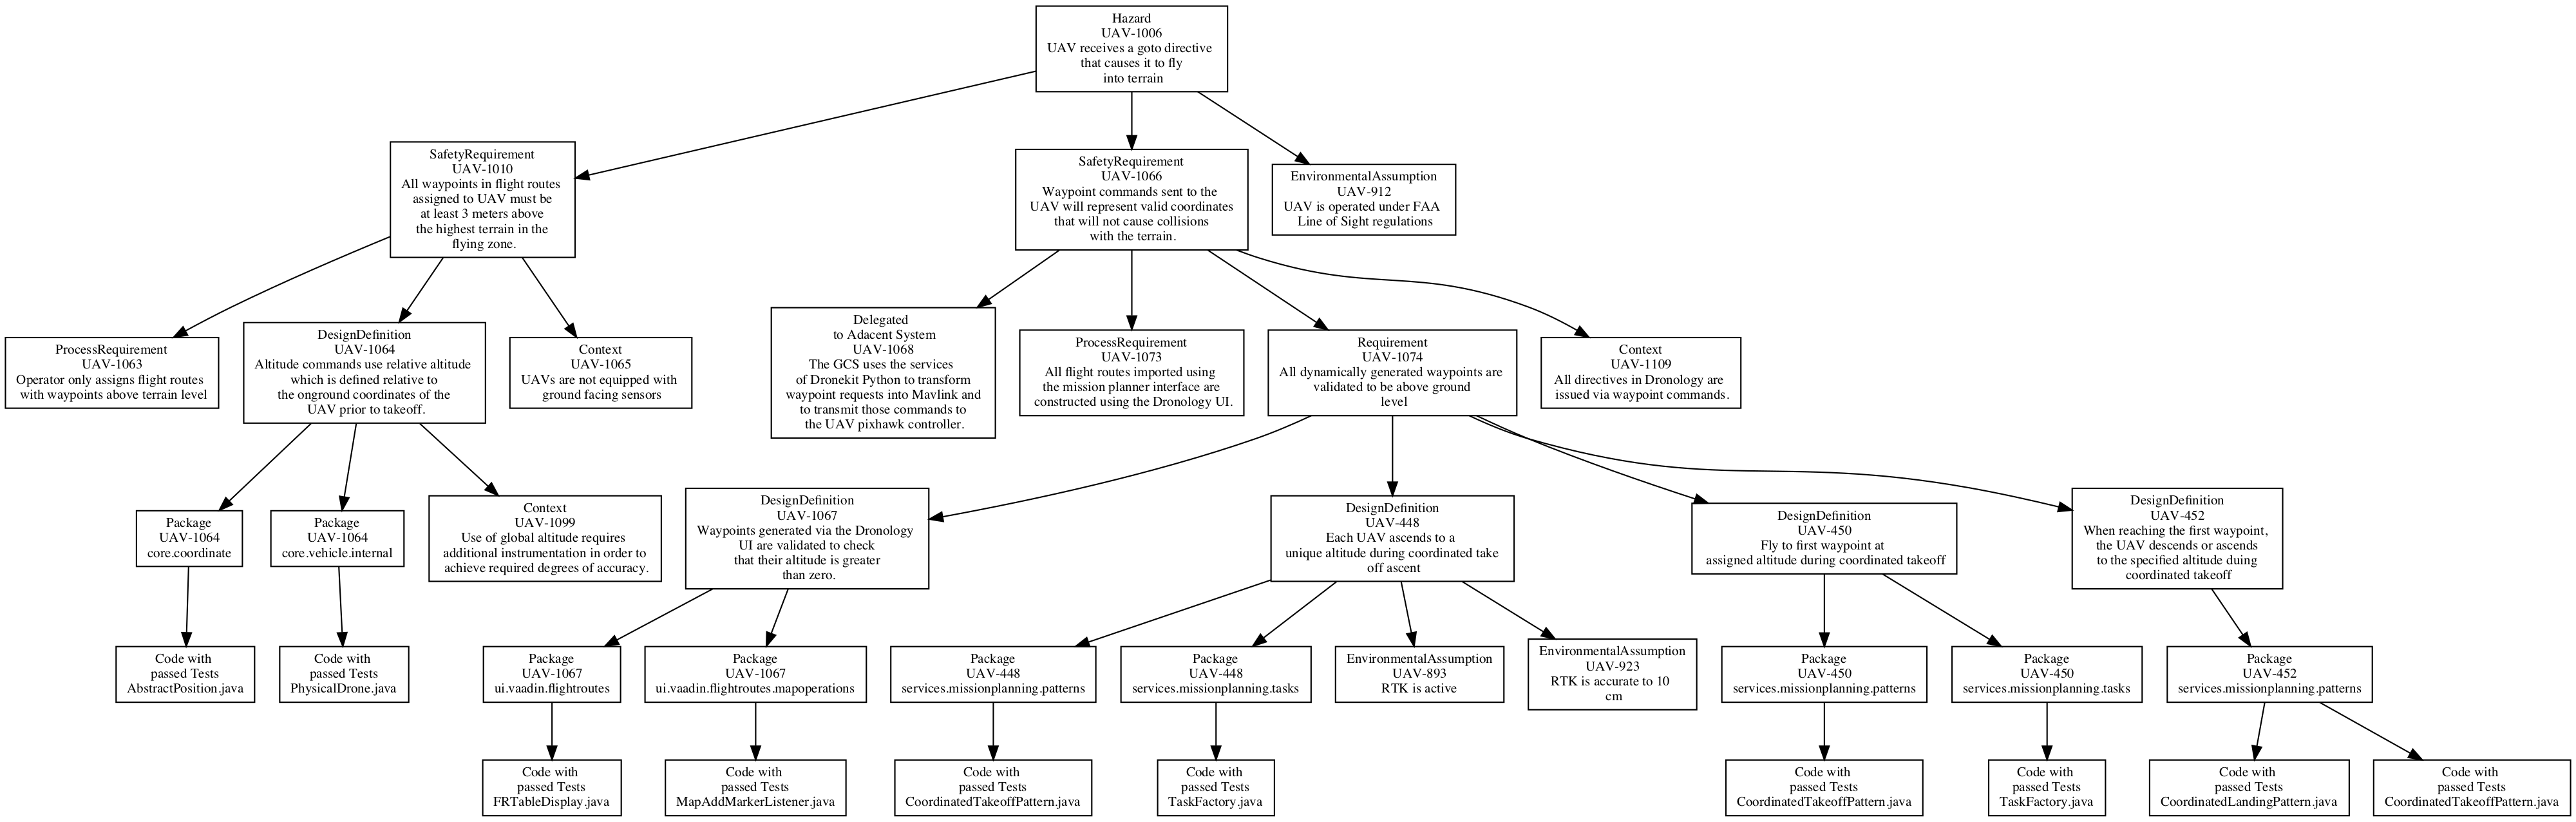 Hazard
UAV-1006
UAV receives a goto directive
that causes it to fly
into terrain
SafetyRequirement
UAV-1010
All waypoints in flight routes
assigned to UAV must be
at least 3 meters above
the highest terrain in the
flying zone.
SafetyRequirement
UAV-1066
Waypoint commands sent to the
UAV will represent valid coordinates
that will not cause collisions
with the terrain.
EnvironmentalAssumption
UAV-912
UAV is operated under FAA
Line of Sight regulations
ProcessRequirement
UAV-1063
Operator only assigns flight routes
with waypoints above terrain level
DesignDefinition
UAV-1064
Altitude commands use relative altitude
which is defined relative to
the onground coordinates of the
UAV prior to takeoff.
Context
UAV-1065
UAVs are not equipped with
ground facing sensors
Delegated
to Adacent System
UAV-1068
The GCS uses the services
of Dronekit Python to transform
waypoint requests into Mavlink and
to transmit those commands to
the UAV pixhawk controller.
ProcessRequirement
UAV-1073
All flight routes imported using
the mission planner interface are
constructed using the Dronology UI.
Requirement
UAV-1074
All dynamically generated waypoints are
validated to be above ground
level
Context
UAV-1109
All directives in Dronology are
issued via waypoint commands.
Package
UAV-1064
core.coordinate
Package
UAV-1064
core.vehicle.internal
Context
UAV-1099
Use of global altitude requires
additional instrumentation in order to
achieve required degrees of accuracy.
DesignDefinition
UAV-1067
Waypoints generated via the Dronology
UI are validated to check
that their altitude is greater
than zero.
DesignDefinition
UAV-448
Each UAV ascends to a
unique altitude during coordinated take
off ascent
DesignDefinition
UAV-450
Fly to first waypoint at
assigned altitude during coordinated takeoff
DesignDefinition
UAV-452
When reaching the first waypoint,
the UAV descends or ascends
to the specified altitude duing
coordinated takeoff
Code with
passed Tests
AbstractPosition.java
Code with
passed Tests
PhysicalDrone.java
Package
UAV-1067
ui.vaadin.flightroutes
Package
UAV-1067
ui.vaadin.flightroutes.mapoperations
Package
UAV-448
services.missionplanning.patterns
Package
UAV-448
services.missionplanning.tasks
EnvironmentalAssumption
UAV-893
RTK is active
EnvironmentalAssumption
UAV-923
RTK is accurate to 10
cm
Package
UAV-450
services.missionplanning.patterns
Package
UAV-450
services.missionplanning.tasks
Package
UAV-452
services.missionplanning.patterns
Code with
passed Tests
FRTableDisplay.java
Code with
passed Tests
MapAddMarkerListener.java
Code with
passed Tests
CoordinatedTakeoffPattern.java
Code with
passed Tests
TaskFactory.java
Code with
passed Tests
CoordinatedTakeoffPattern.java
Code with
passed Tests
TaskFactory.java
Code with
passed Tests
CoordinatedLandingPattern.java
Code with
passed Tests
CoordinatedTakeoffPattern.java